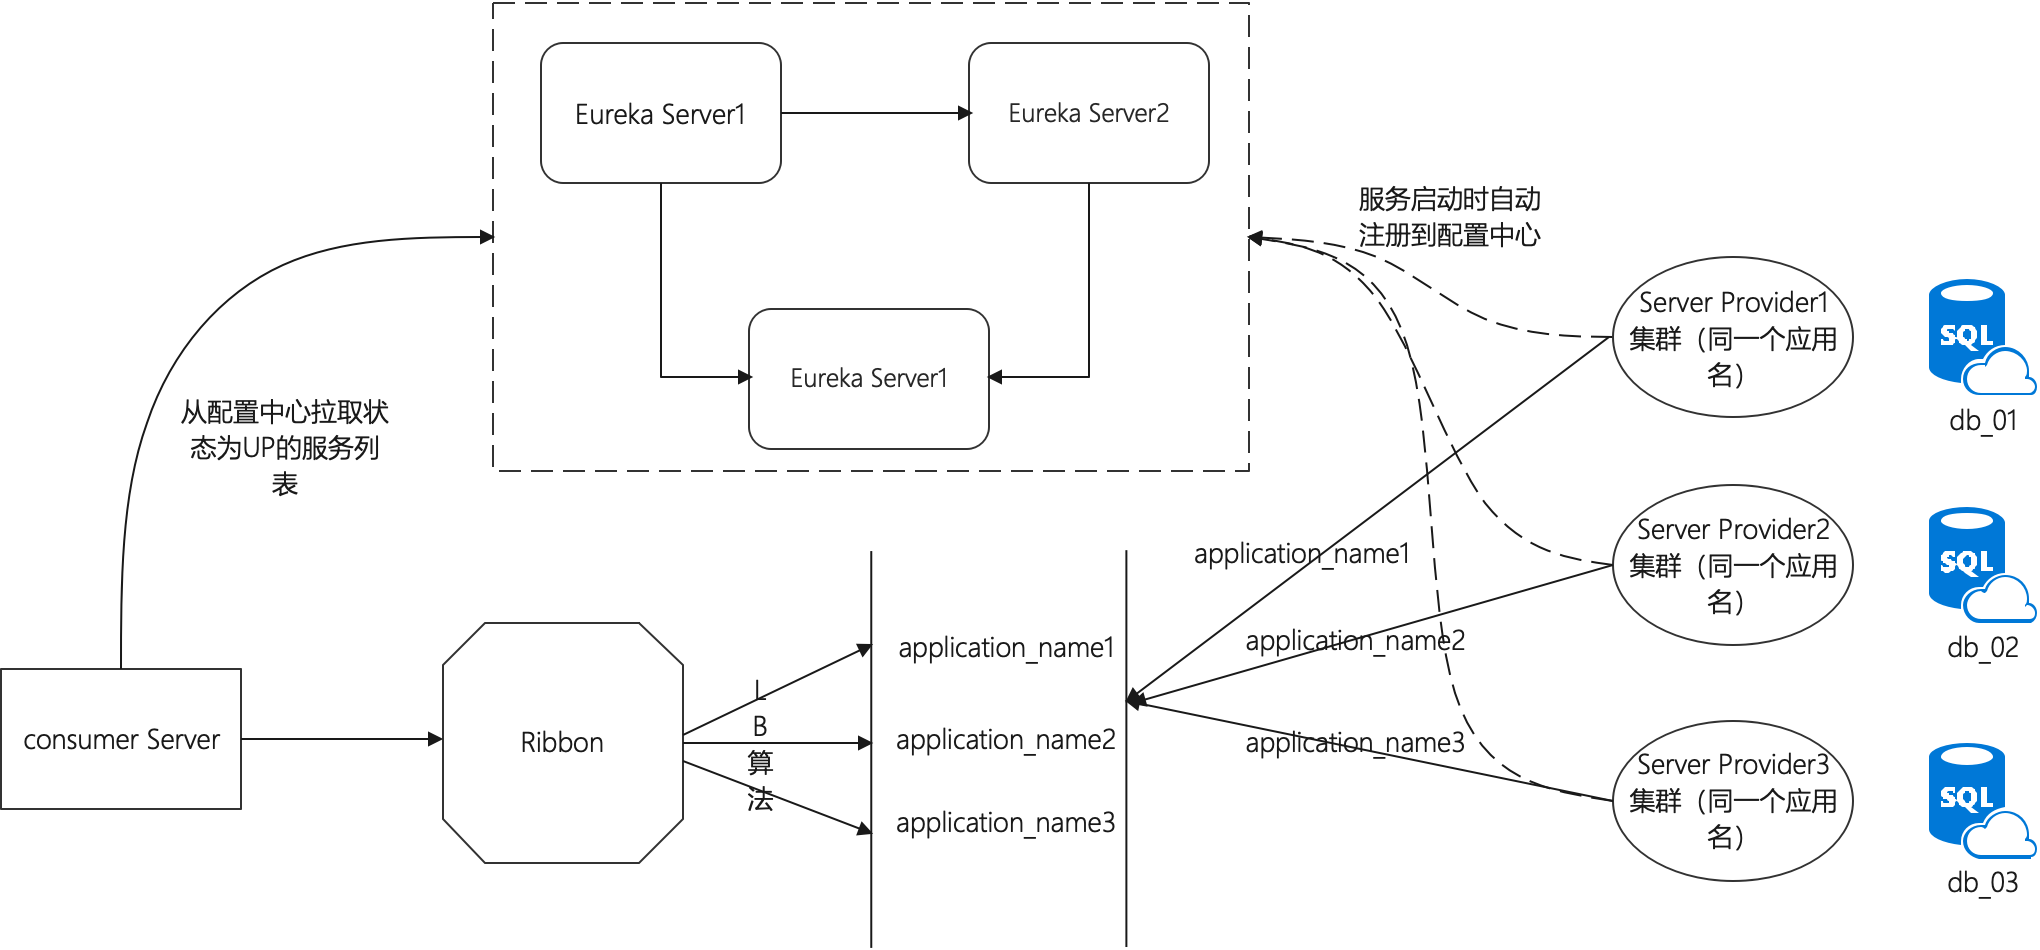 Eureka Server1
Eureka Server2
服务启动时自动
注册到配置中心
Server Provider1
集群（同一个应用
名）
SQL
db_01
Eureka Server1
从配置中心拉取状
态为UP的服务列
表
Server Provider2
集群（同一个应用
名）
SQL
db_02
application_name1
application_name2
application_name3
consumer Server
Ribbon
L
B
算
法
application_name1
application_name2
application_name3
Server Provider3
集群（同一个应用
名）
SQL
db_03